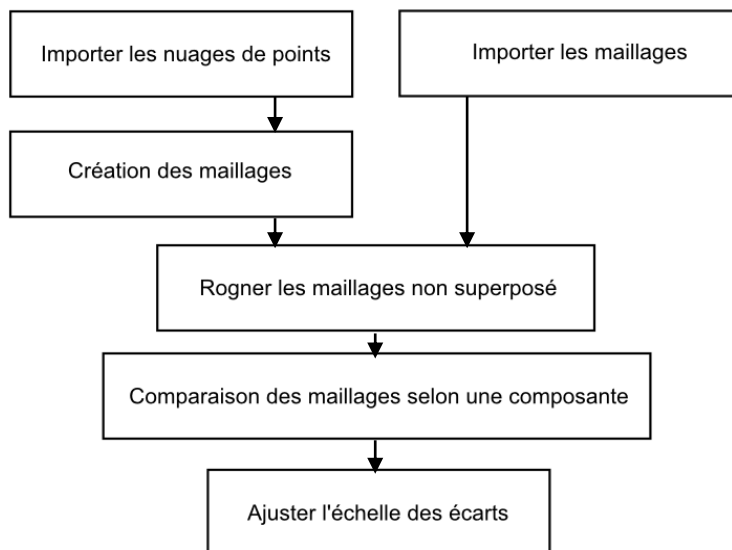 Importer les nuages de points
Importer les maillages
Création des maillages
Rogner les maillages non superposé
Comparaison des maillages selon une composante
Ajuster l'échelle des écarts